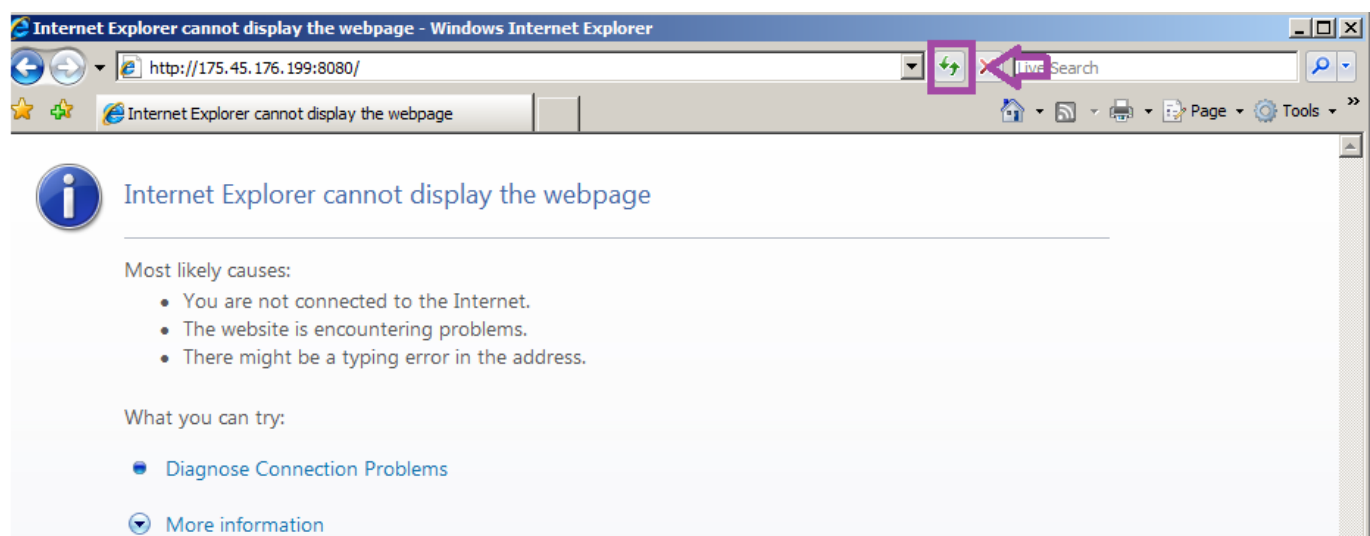 Internet Explorer cannot display the webpage - Windows Internet Explorer
http://175.45.176.199:8080/
Live Search
Internet Explorer cannot display the webpage
Page
Tools
Internet Explorer cannot display the webpage
Most likely causes:
You are not connected to the Internet.
The website is encountering problems.
There might be a typing error in the address.
What you can try:
Diagnose Connection Problems
More information